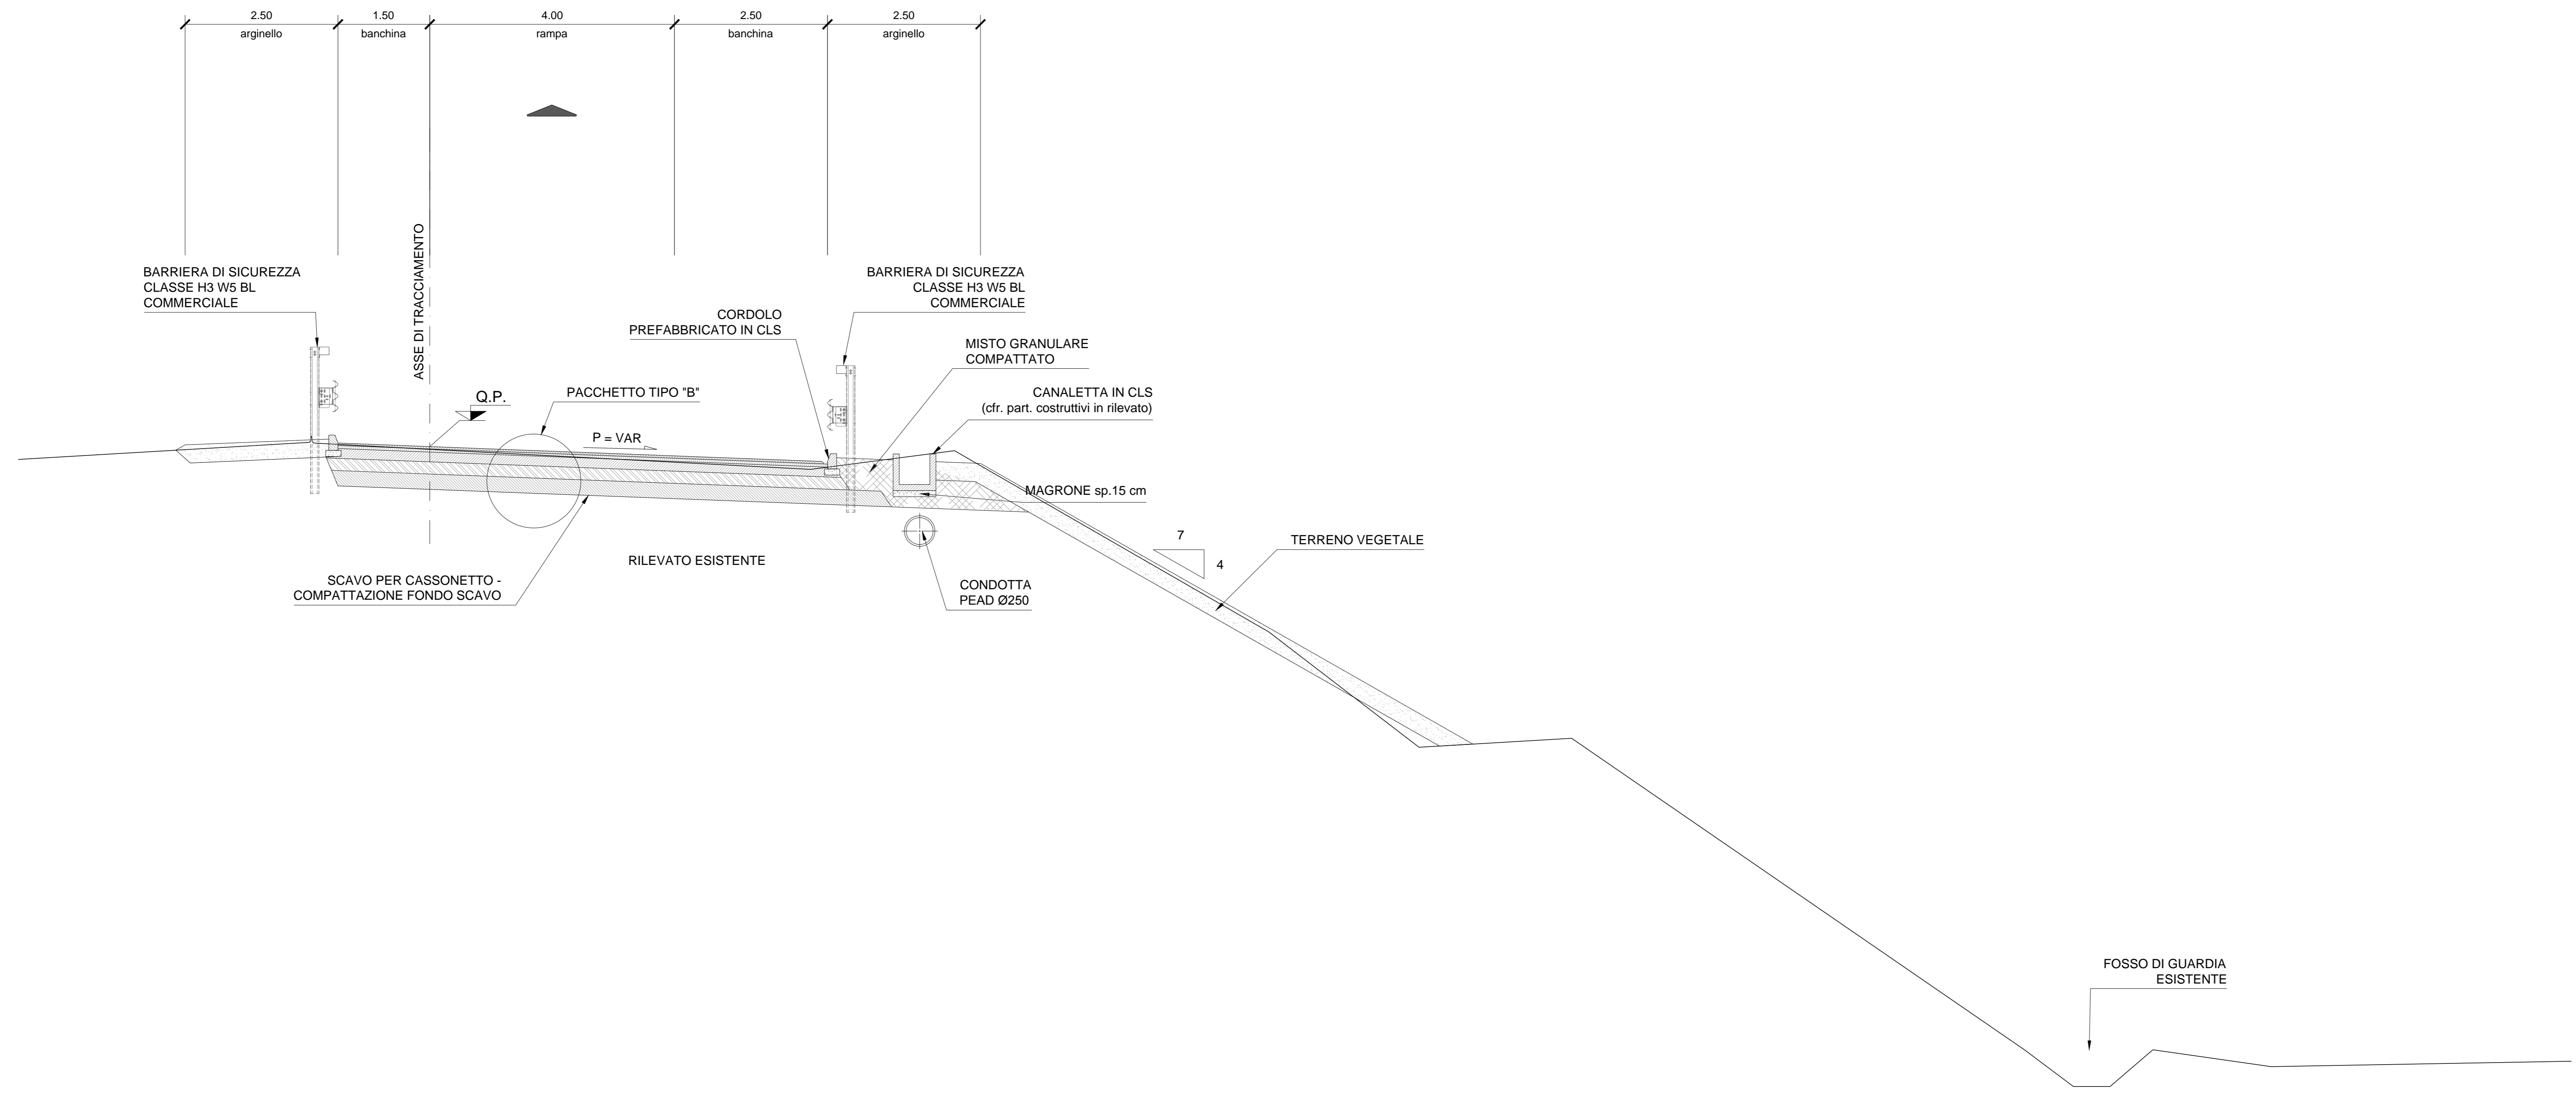 2.50
1.50
4.00
2.50
2.50
arginello
banchina
rampa
banchina
arginello
ASSE DI TRACCIAMENTO
BARRIERA DI SICUREZZA
CLASSE H3 W5 BL
COMMERCIALE
BARRIERA DI SICUREZZA
CLASSE H3 W5 BL
COMMERCIALE
CORDOLO
PREFABBRICATO IN CLS
MISTO GRANULARE
COMPATTATO
CANALETTA IN CLS
(cfr. part. costruttivi in rilevato)
Q.P.
PACCHETTO TIPO "B"
P = VAR
MAGRONE sp.15 cm
7
4
TERRENO VEGETALE
RILEVATO ESISTENTE
SCAVO PER CASSONETTO -
COMPATTAZIONE FONDO SCAVO
CONDOTTA
PEAD Ø250
FOSSO DI GUARDIA
ESISTENTE